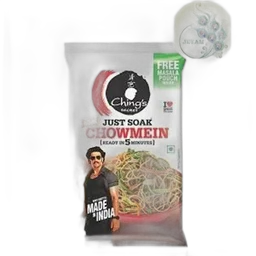 FREE
MASALA
POUCH
Ching's
SECRET
JUST SOAK
CHOWMEIN
[READY IN 5 MINUTES]
MADE
IN INDIA